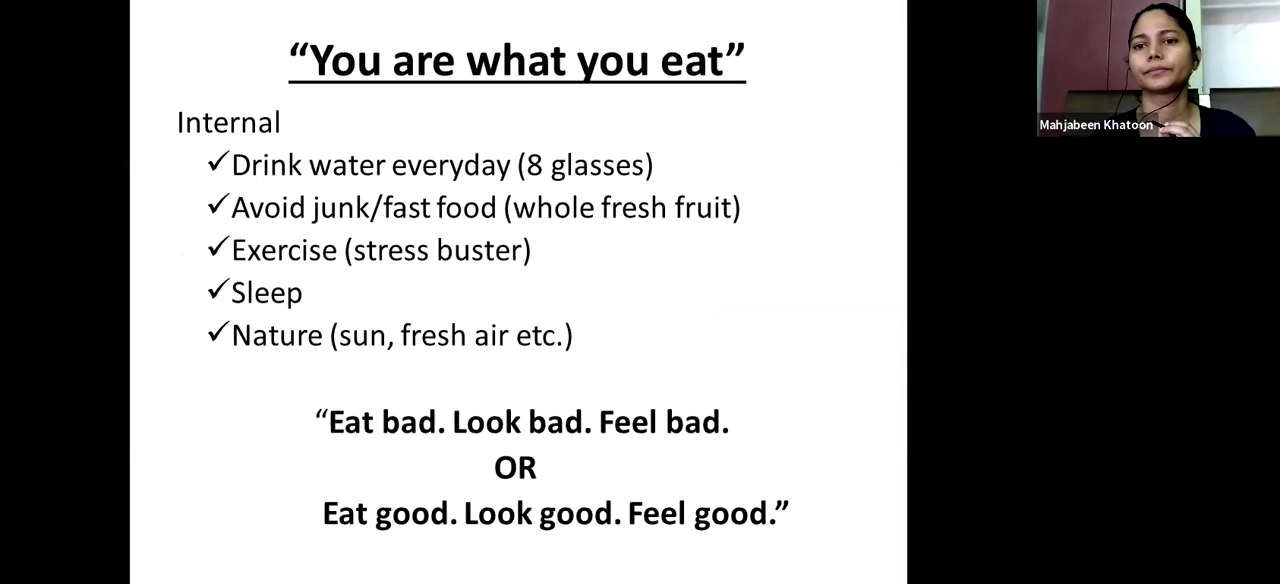 “You are what you eat”
Internal
✓Drink water everyday (8 glasses)
✓Avoid junk/fast food (whole fresh fruit)
✓Exercise (stress buster)
✓Sleep
✓Nature (sun, fresh air etc.)
“Eat bad. Look bad. Feel bad.
OR
Eat good. Look good. Feel good.”
Mahjabeen Khatoon